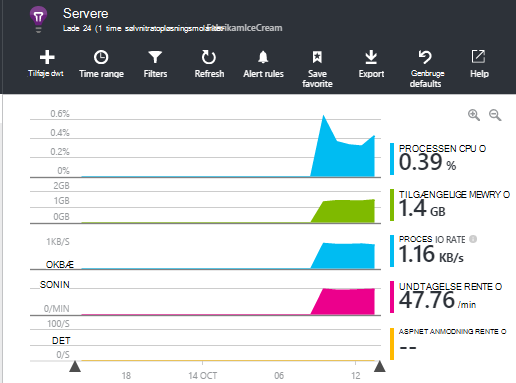 Servere
Lade 24 (1 time sølvnitratopløsningsmolariter FabrikamIceCream
Tilføje dwt
Time range
Filters
Refresh
Alert rules
Save favorite
Export
Genbruge defaults
Help
0.6%
0.4%
0.2%
0%
PROCESSEN CPU O
0.39 %
2GB
1GB
0GB
TILGÆNGELIGE MEWRY O
1.4 GB
1KB/S
OKBÆ
PROCES IO RATE
1.16 KB/s
SONIN
0/MIN
UNDTAGELSE RENTE O
47.76 /min
100/S
DET
0/S
ASP.NET ANMODNING RENTE O
--
18
14 OCT
06
12